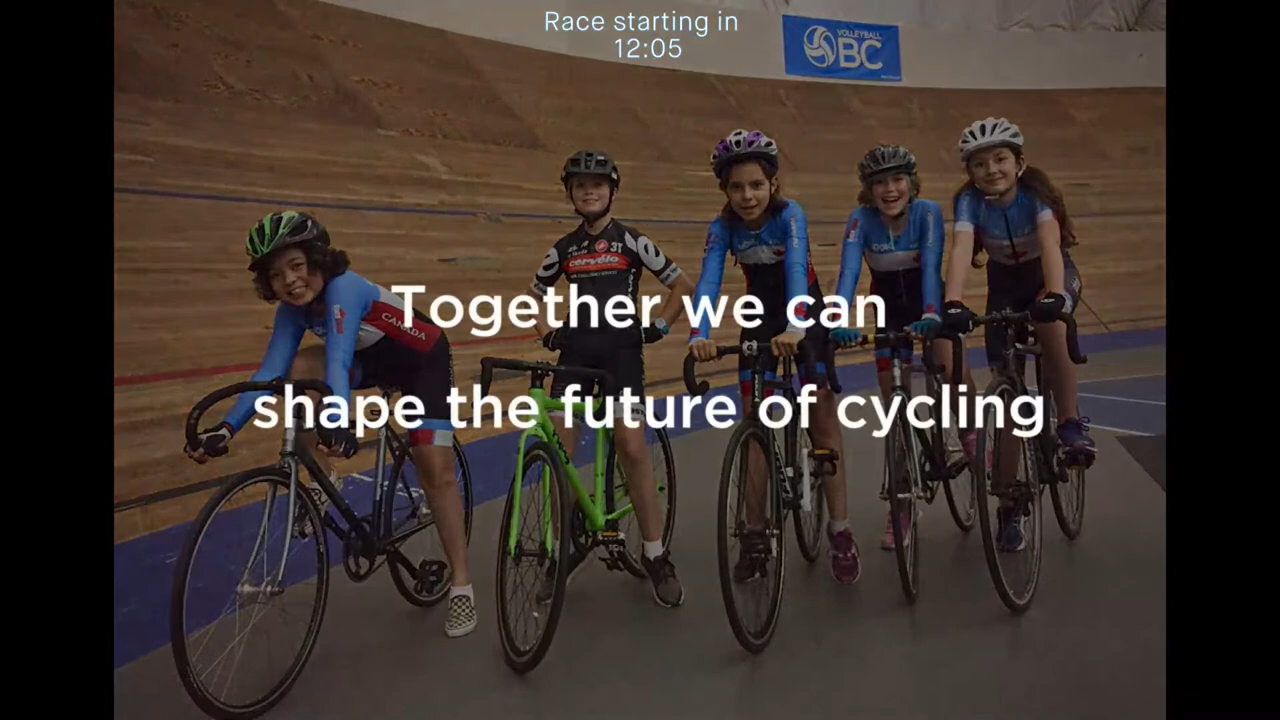 Race starting in
12:05
VOLLEYBALL
BC
3T
cervélo
CANADA
Together we can
shape the future of cycling